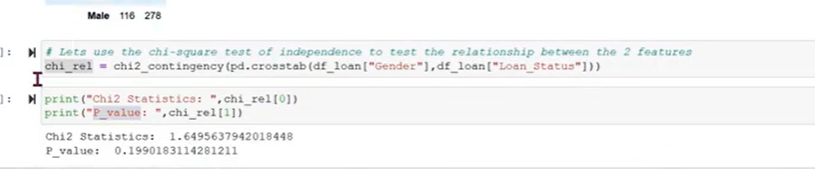 Male 116 278
]: # Lets use the chi-square test of independence to test the relationship between the 2 features
chi_rel = chi2_contingency(pd.crosstab(df_loan["Gender"],df_loan["Loan_Status"]))
]: print("Chi2 Statistics: ",chi_rel[0])
print("P_value: ",chi_rel[1])
Chi2 Statistics: 1.6495637942018448
P_value: 0.1990183114281211